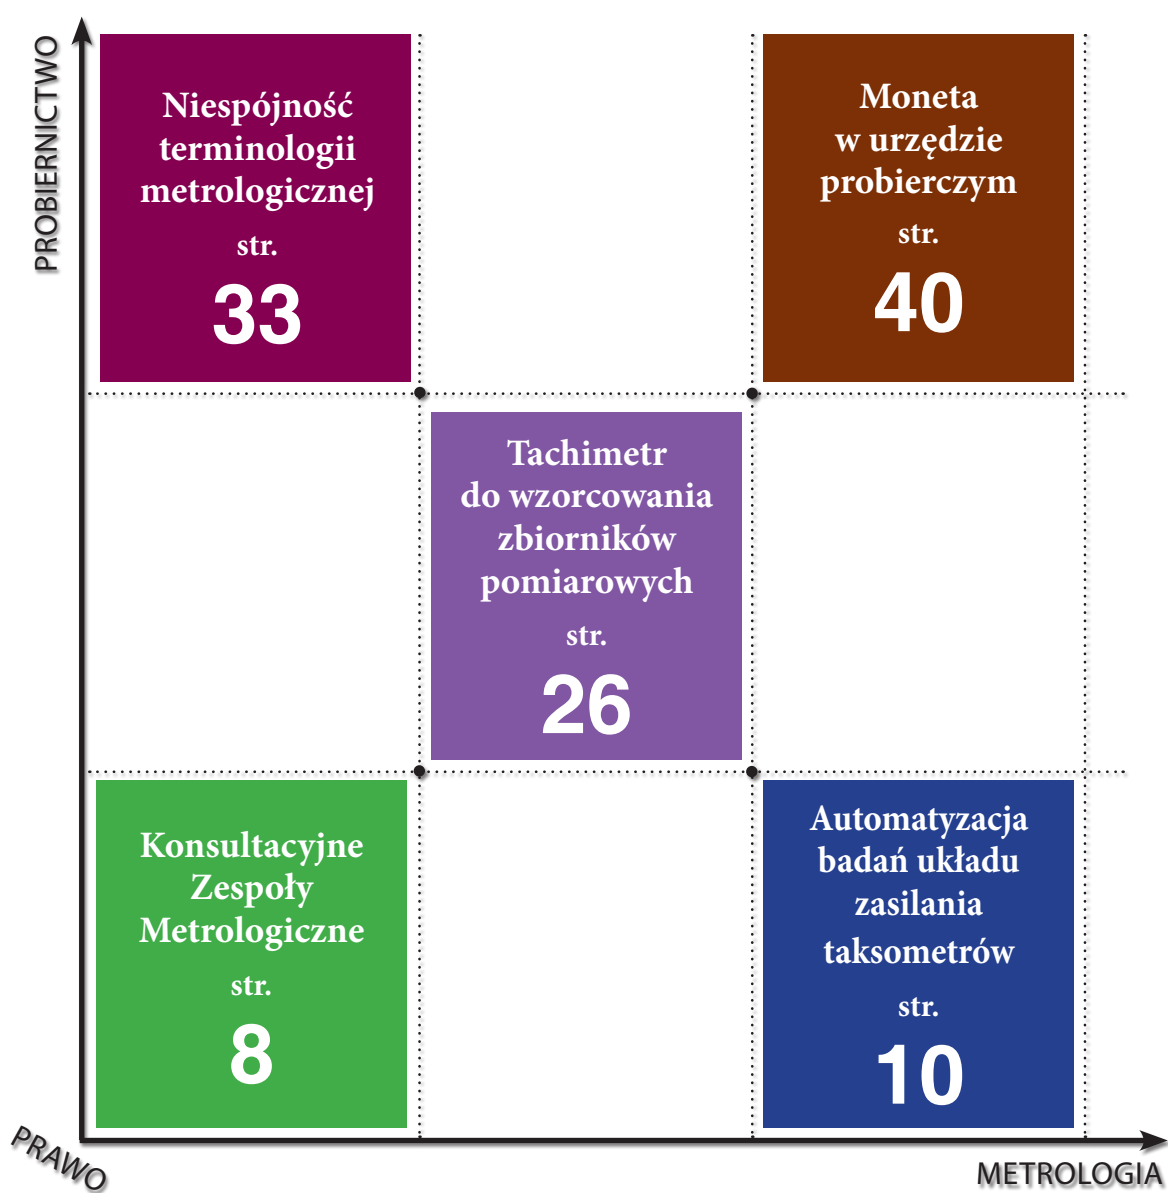 PROBIERNICTWO
Niespójność
terminologii
metrologicznej
str.
33
Moneta
w urzędzie
probierczym
str.
40
Tachimetr
do wzorcowania
zbiorników
pomiarowych
str.
26
Konsultacyjne
Zespoły
Metrologiczne
str.
8
Automatyzacja
badań układu
zasilania
taksometrów
str.
10
PRAWO
METROLOGIA